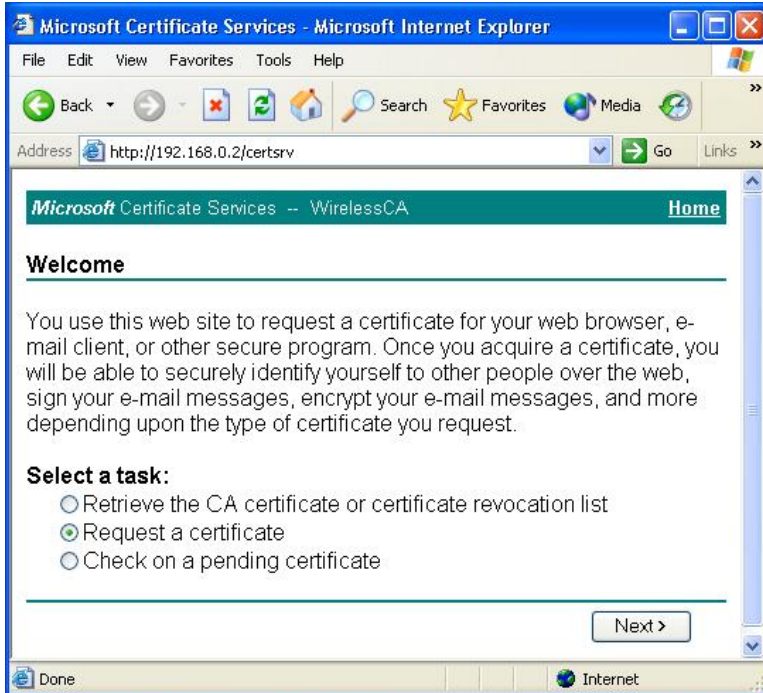 Microsoft Certificate Services - Microsoft Internet Explorer
File Edit View Favorites Tools Help
Back Search Favorites Media »
Address http://192.168.0.2/certsrv Go Links »
Microsoft Certificate Services -- WirelessCA Home
Welcome
You use this web site to request a certificate for your web browser, e-
mail client, or other secure program. Once you acquire a certificate, you
will be able to securely identify yourself to other people over the web,
sign your e-mail messages, encrypt your e-mail messages, and more
depending upon the type of certificate you request.
Select a task:
Retrieve the CA certificate or certificate revocation list
Request a certificate
Check on a pending certificate
Next >
Done Internet